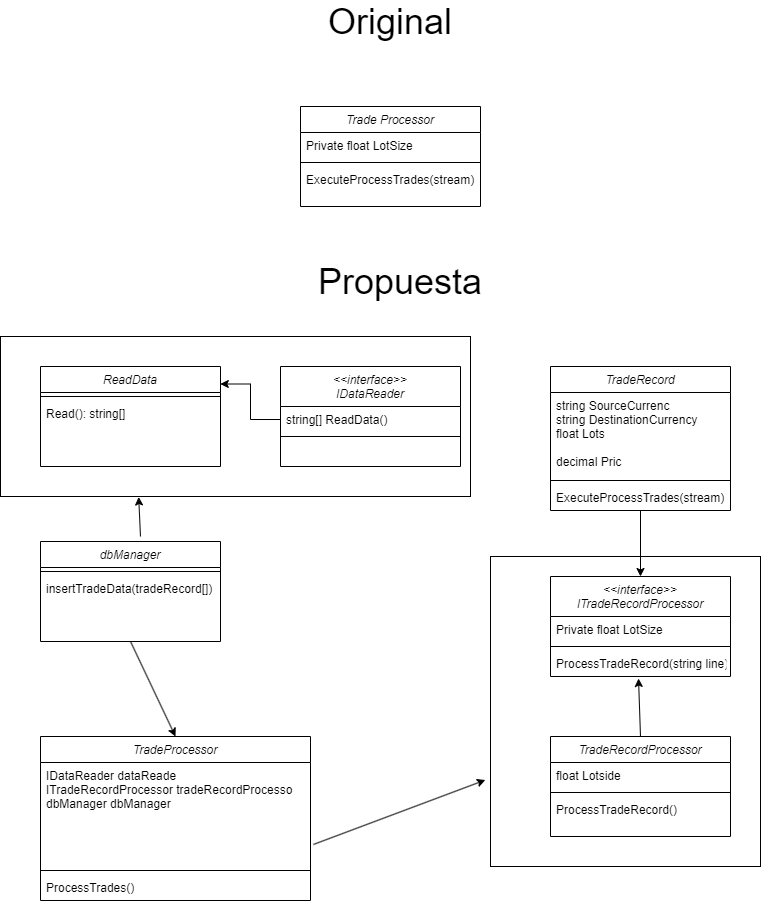 Original
Trade Processor
Private float LotSize
ExecuteProcessTrades(stream)
Propuesta
ReadData
Read(): string[]
<<interface>>
IDataReader
string[] ReadData()
TradeRecord
string SourceCurrenc
string DestinationCurrency
float Lots
decimal Pric
ExecuteProcessTrades(stream)
dbManager
insertTradeData(tradeRecord[])
<<interface>>
ITradeRecordProcessor
Private float LotSize
ProcessTradeRecord(string line)
TradeProcessor
IDataReader dataReade
ITradeRecordProcessor tradeRecordProcesso
dbManager dbManager
ProcessTrades()
TradeRecordProcessor
float Lotside
ProcessTradeRecord()